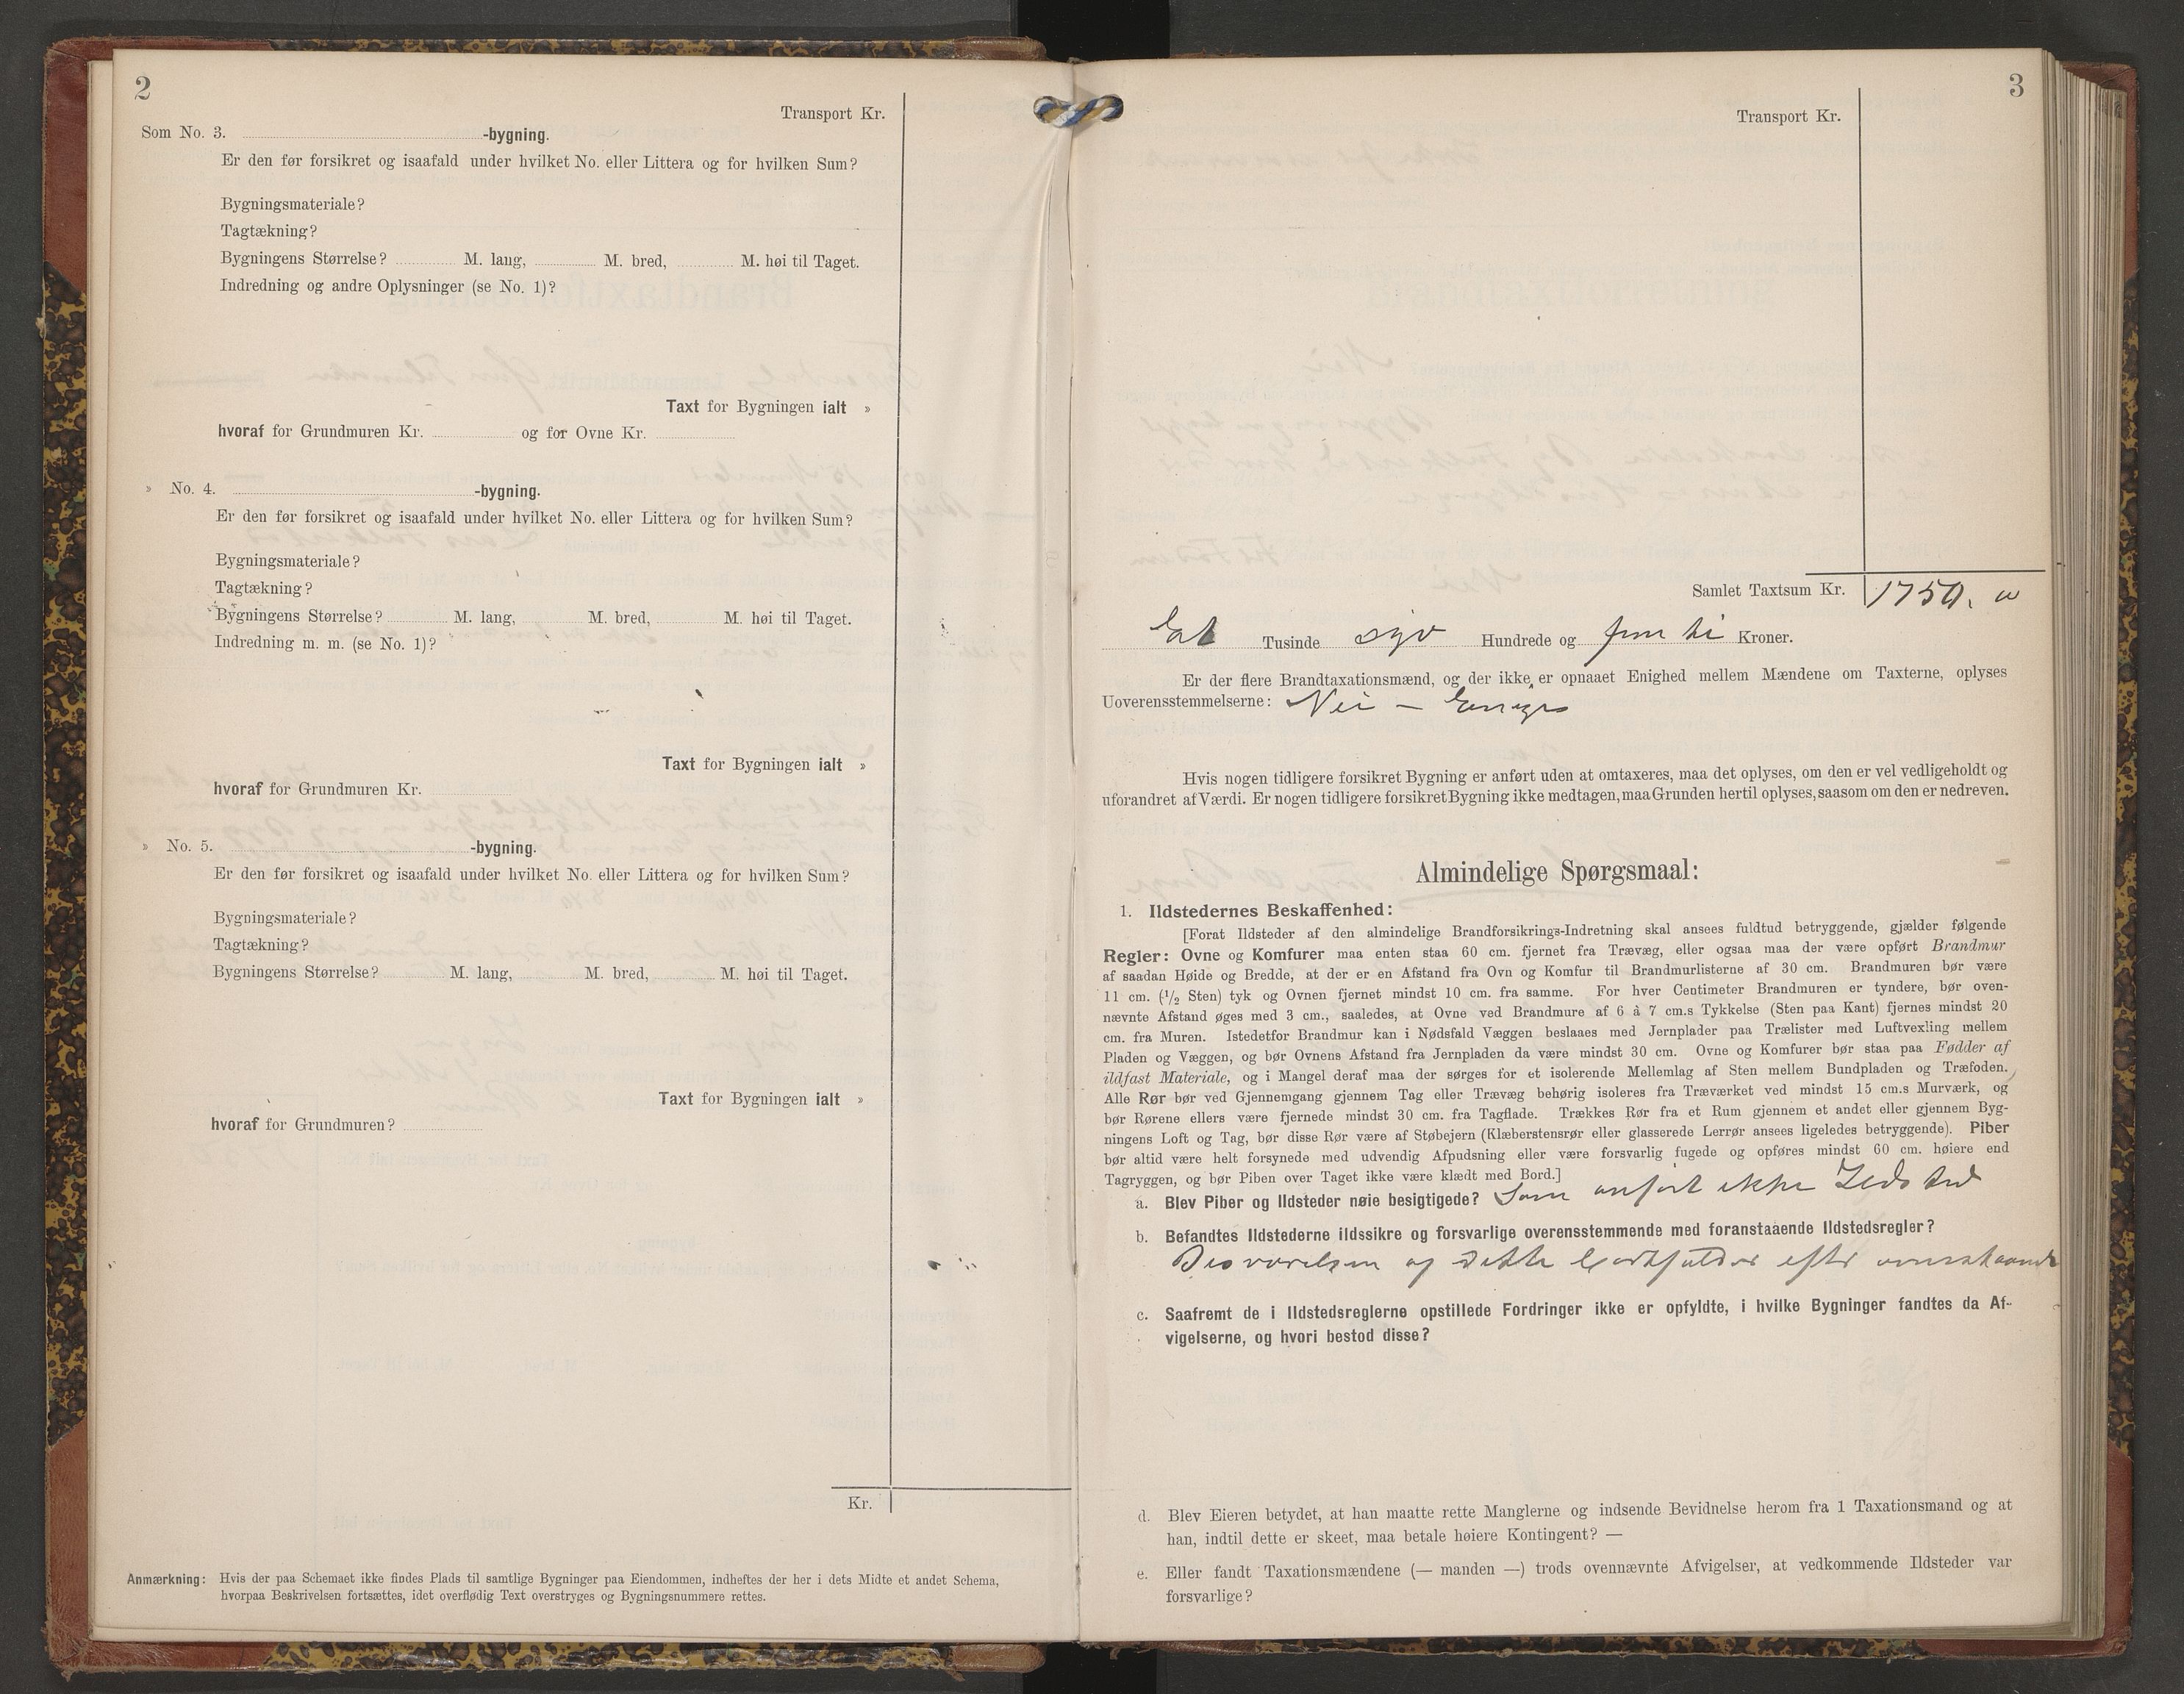 2
Transport Kr.
Som No. 3. -bygning.
Er den før forsikret og isaafald under hvilket No. eller Littera og for hvilken Sum?
Bygningsmateriale?
Tagtækning?
Bygningens Størrelse? M. lang, M. bred, M. høi til Taget.
Indredning og andre Oplysninger (se No. 1)?
Taxt for Bygningen ialt »
hvoraf for Grundmuren Kr. og for Ovne Kr.
» No. 4. -bygning.
Er den før forsikret og isaafald under hvilket No. eller Littera og for hvilken Sum?
Bygningsmateriale?
Tagtækning?
Bygningens Størrelse? M. lang, M. bred, M. høi til Taget.
Indredning m. m. (se No. 1)?
Taxt for Bygningen ialt »
hvoraf for Grundmuren Kr.
» No. 5. -bygning.
Er den før forsikret og isaafald under hvilket No. eller Littera og for hvilken Sum?
Bygningsmateriale?
Tagtækning?
Bygningens Størrelse? M. lang, M. bred, M. høi til Taget.
Taxt for Bygningen ialt »
hvoraf for Grundmuren?
Kr.
Anmærkning: Hvis der paa Schemaet ikke findes Plads til samtlige Bygninger paa Eiendommen, indheftes der her i dets Midte et andet Schema,
hvorpaa Beskrivelsen fortsættes, idet overflødig Text overstryges og Bygningsnummere rettes.
3
Transport Kr.
Samlet Taxtsum Kr. 1750.
Et Tusinde syv Hundrede og femti Kroner.
Er der flere Brandtaxationsmænd, og der ikke er opnaaet Enighed mellem Mændene om Taxterne, oplyses
Uoverensstemmelserne: Nei – Enige
Hvis nogen tidligere forsikret Bygning er anført uden at omtaxeres, maa det oplyses, om den er vel vedligeholdt og
uforandret af Værdi. Er nogen tidligere forsikret Bygning ikke medtagen, maa Grunden hertil oplyses, saasom om den er nedreven.
Almindelige Spørgsmaal:
1. Ildstedernes Beskaffenhed:
[Forat Ildsteder af den almindelige Brandforsikrings-Indretning skal ansees fuldtud betryggende, gjælder følgende
Regler: Ovne og Komfurer maa enten staa 60 cm. fjernet fra Trævæg, eller ogsaa maa der være opført Brandmur
af saadan Høide og Bredde, at der er en Afstand fra Ovn og Komfur til Brandmurlisterne af 30 cm. Brandmuren bør være
11 cm. (1/2 Sten) tyk og Ovnen fjernet mindst 10 cm. fra samme. For hver Centimeter Brandmuren er tyndere, bør oven-
nævnte Afstand øges med 3 cm., saaledes, at Ovne ved Brandmure af 6 à 7 cm.s Tykkelse (Sten paa Kant) fjernes mindst 20
cm. fra Muren. Istedetfor Brandmur kan i Nødsfald Væggen beslaaes med Jernplader paa Trælister med Luftvexling mellem
Pladen og Væggen, og bør Ovnens Afstand fra Jernpladen da være mindst 30 cm. Ovne og Komfurer bør staa paa Fødder af
ildfast Materiale, og i Mangel deraf maa der sørges for et isolerende Mellemlag af Sten mellem Bundpladen og Træfoden.
Alle Rør bør ved Gjennemgang gjennem Tag eller Trævæg behørig isoleres fra Træværket ved mindst 15 cm.s Murværk, og
bør Rørene ellers være fjernede mindst 30 cm. fra Tagflade. Trækkes Rør fra et Rum gjennem et andet eller gjennem Byg-
ningens Loft og Tag, bør disse Rør være af Støbejern (Klæberstensrør eller glasserede Lerrør ansees ligeledes betryggende). Piber
bør altid være helt forsynede med udvendig Afpudsning eller være forsvarlig fugede og opføres mindst 60 cm. høiere end
Tagryggen, og bør Piben over Taget ikke være klædt med Bord.]
a. Blev Piber og Ildsteder nøie besigtigede? Som anført ikke Ildsted
b. Befandtes Ildstederne ildssikre og forsvarlige overensstemmende med foranstaaende Ildstedsregler?
Besvarelsen af dette bortfalder efter ovenstaaende
c. Saafremt de i Ildstedsreglerne opstillede Fordringer ikke er opfyldte, i hvilke Bygninger fandtes da Af-
vigelserne, og hvori bestod disse?
d. Blev Eieren betydet, at han maatte rette Manglerne og indsende Bevidnelse herom fra 1 Taxationsmand og at
han, indtil dette er skeet, maa betale høiere Kontingent? —
e. Eller fandt Taxationsmændene (— manden —) trods ovennævnte Afvigelser, at vedkommende Ildsteder var
forsvarlige?